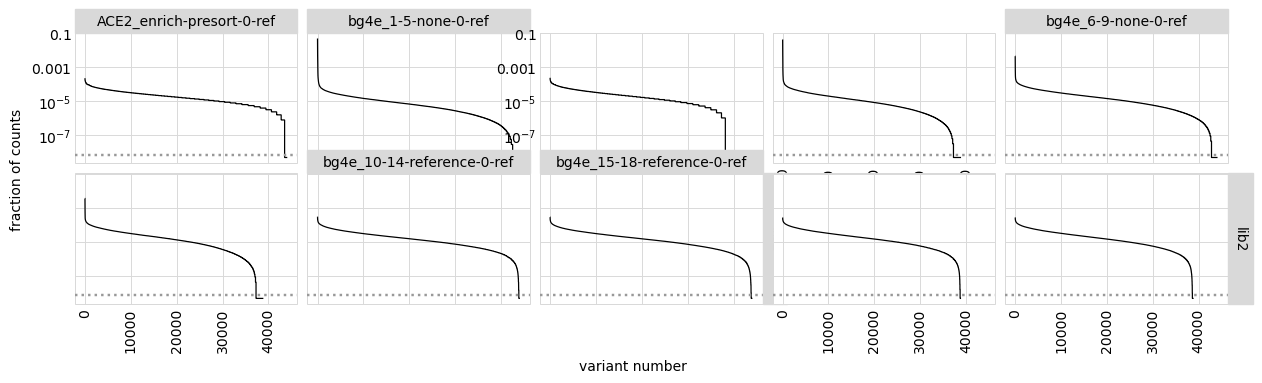 ACE2_enrich-presort-0-ref
bg4e_1-5-none-0-ref
bg4e_6-9-none-0-ref
0.1
0.1
0.001
0.001
10^-5
10^-5
10^-7
10^-7
bg4e_10-14-reference-0-ref
bg4e_15-18-reference-0-ref
fraction of counts
lib2
0
10000
20000
30000
40000
0
10000
20000
30000
40000
0
10000
20000
30000
40000
variant number